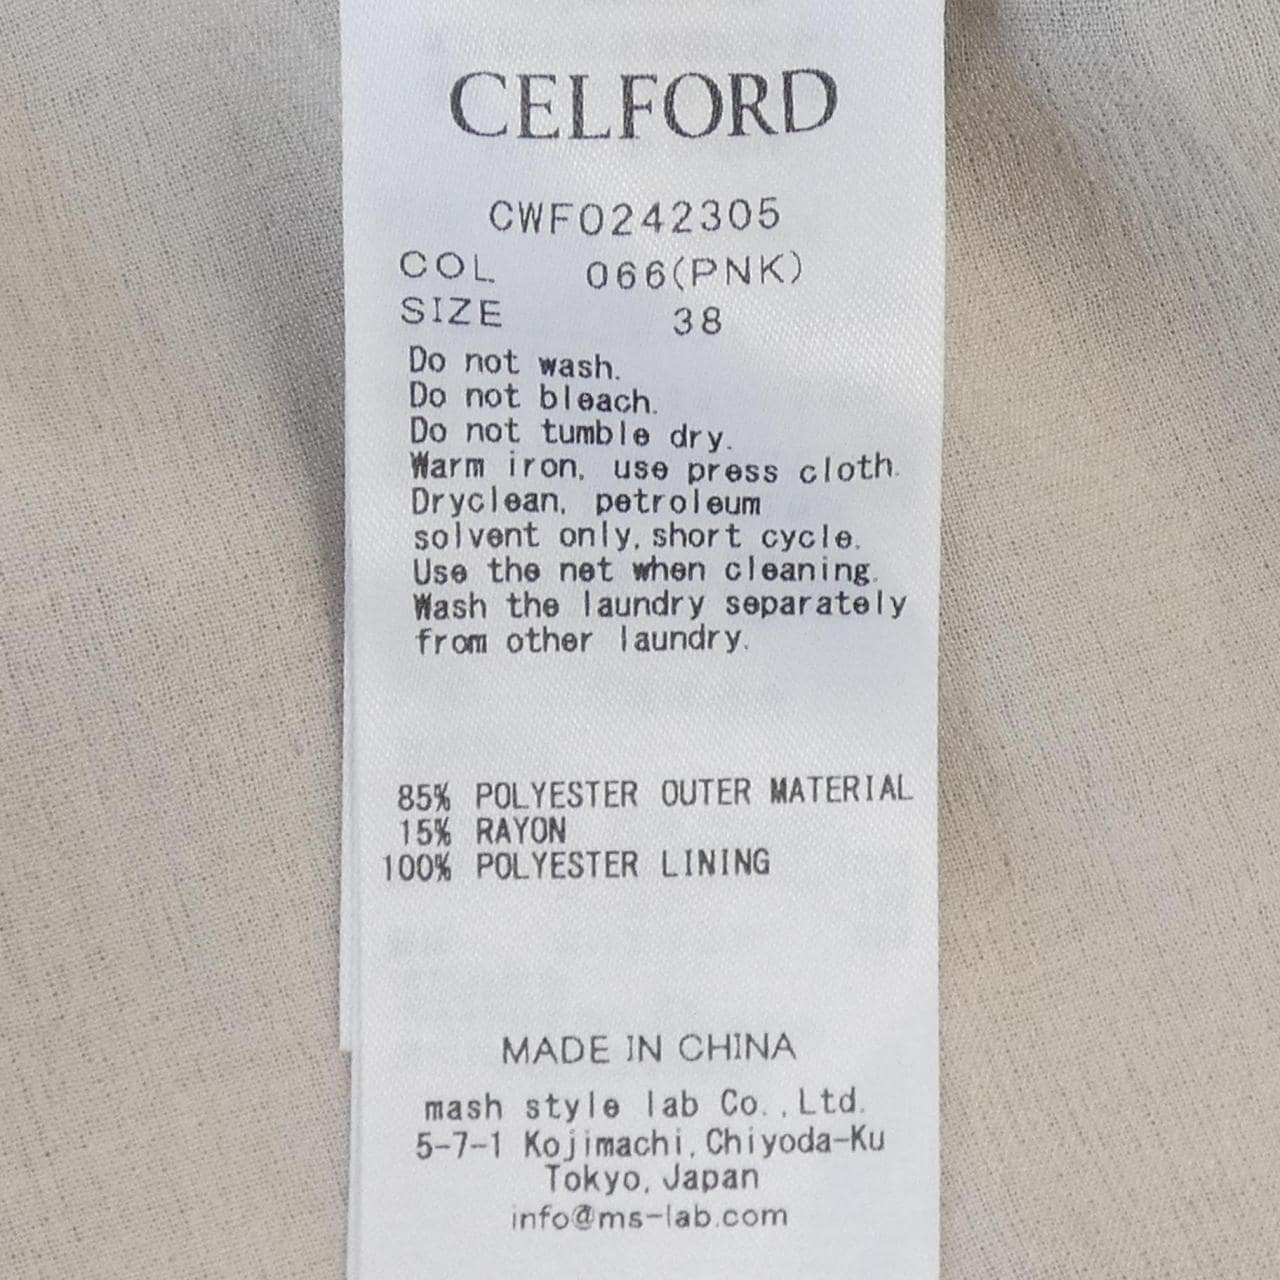 CELFORD
CWFO242305
COL 066(PNK)
SIZE 38
Do not wash.
Do not bleach.
Do not tumble dry.
Warm iron, use press cloth.
Dryclean, petroleum
solvent only, short cycle.
Use the net when cleaning.
Wash the laundry separately
from other laundry.
85% POLYESTER OUTER MATERIAL
15% RAYON
100% POLYESTER LINING
MADE IN CHINA
mash style lab Co.,Ltd.
5-7-1 Kojimachi, Chiyoda-Ku
Tokyo, Japan
info@ms-lab.com